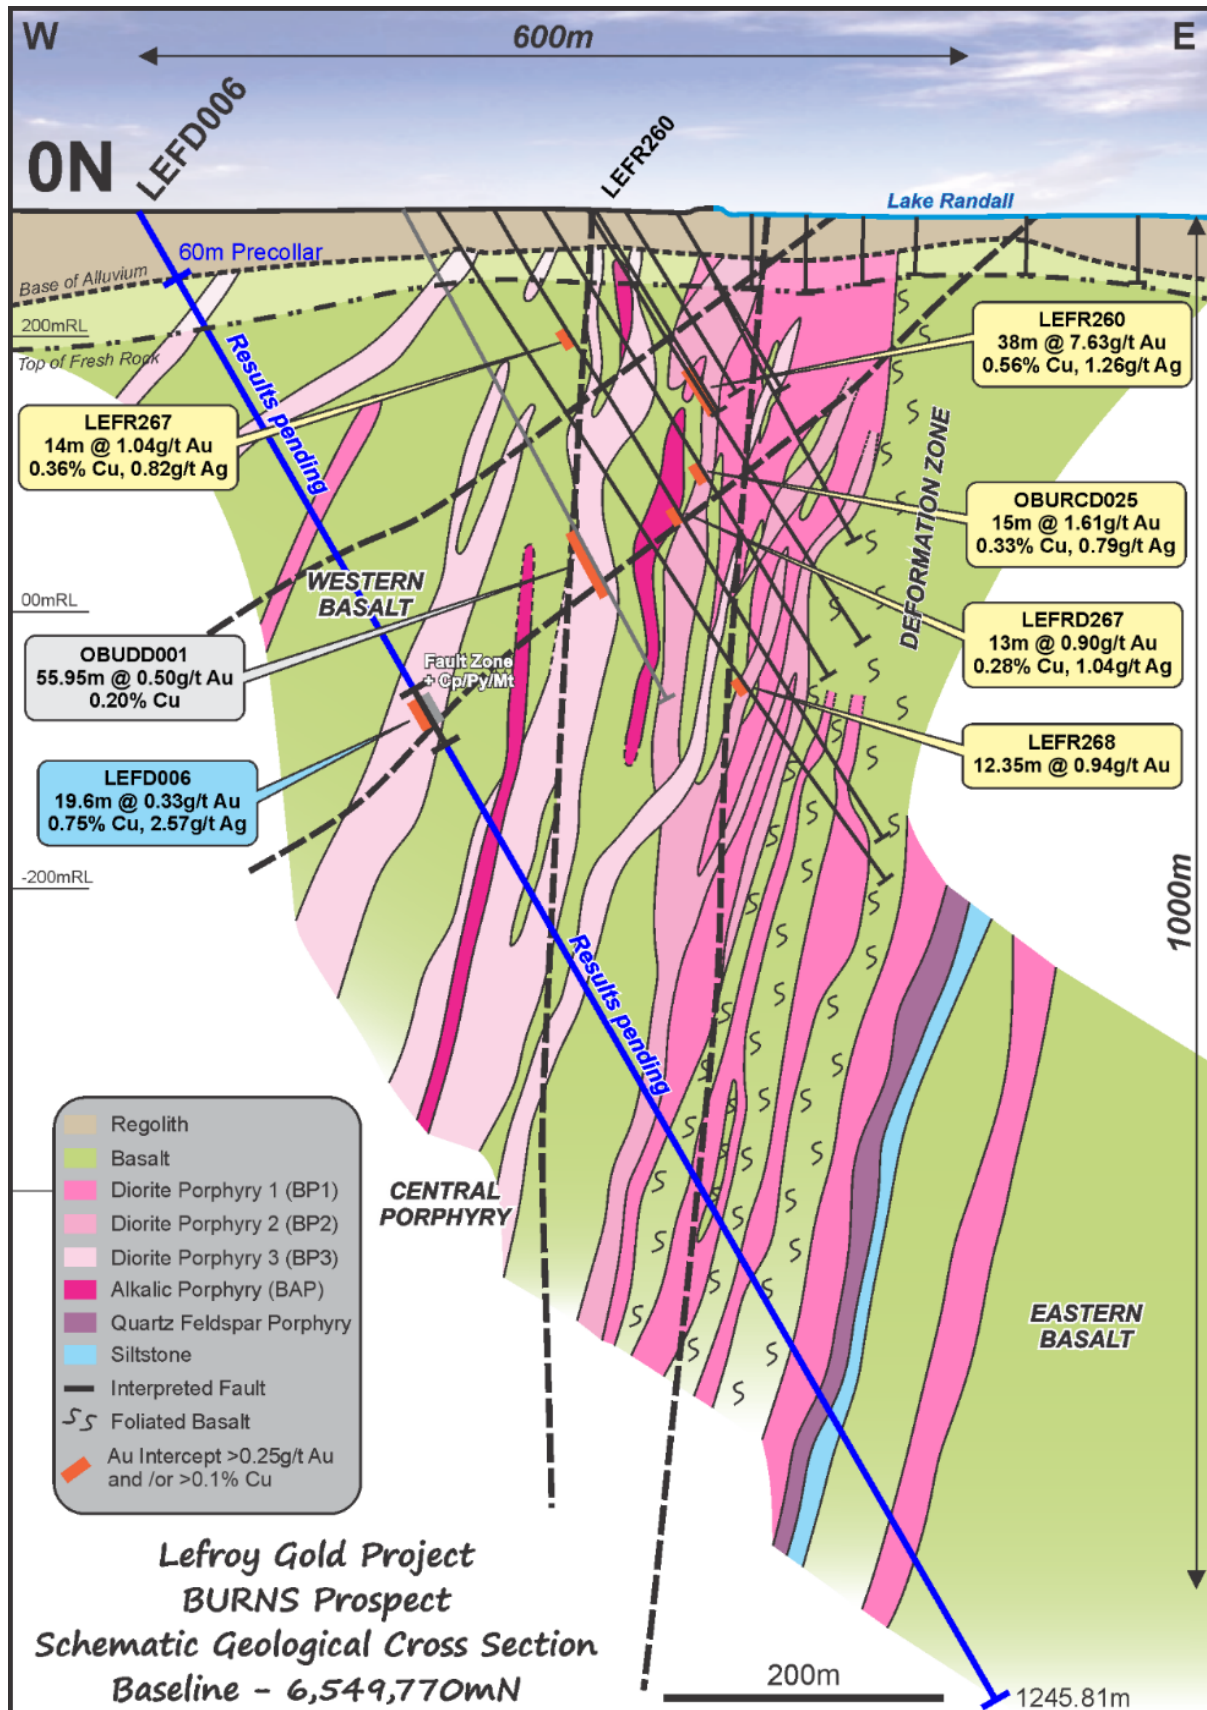 W
600m
E
LEFD006
LEFR260
0N
Lake Randall
60m Precollar
Base of Alluvium
200mRL
Top of Fresh Rock
Results pending
LEFR260
38m @ 7.63g/t Au
0.56% Cu, 1.26g/t Ag
LEFR267
14m @ 1.04g/t Au
0.36% Cu, 0.82g/t Ag
DEFORMATION ZONE
OBURCD025
15m @ 1.61g/t Au
0.33% Cu, 0.79g/t Ag
WESTERN
BASALT
00mRL
LEFRD267
13m @ 0.90g/t Au
0.28% Cu, 1.04g/t Ag
OBUDD001
55.95m @ 0.50g/t Au
0.20% Cu
Fault Zone
+ Cp/Py/Mt
LEFR268
12.35m @ 0.94g/t Au
LEFD006
19.6m @ 0.33g/t Au
0.75% Cu, 2.57g/t Ag
-200mRL
1000m
Results pending
Regolith
Basalt
Diorite Porphyry 1 (BP1)
Diorite Porphyry 2 (BP2)
Diorite Porphyry 3 (BP3)
Alkalic Porphyry (BAP)
Quartz Feldspar Porphyry
Siltstone
Interpreted Fault
Foliated Basalt
Au Intercept >0.25g/t Au
and /or >0.1% Cu
CENTRAL
PORPHYRY
EASTERN
BASALT
Lefroy Gold Project
BURNS Prospect
Schematic Geological Cross Section
Baseline - 6,549,770mN
200m
1245.81m